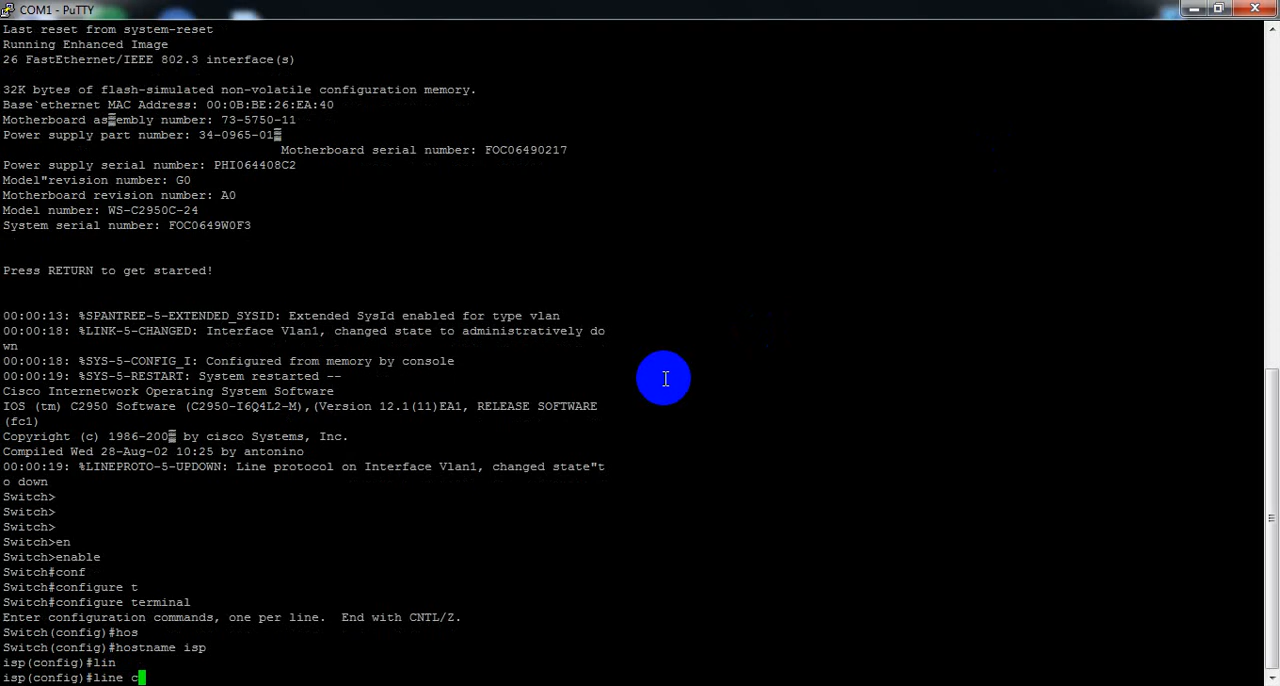 COM1 - PuTTY
Last reset from system-reset
Running Enhanced Image
26 FastEthernet/IEEE 802.3 interface(s)
32K bytes of flash-simulated non-volatile configuration memory.
Base`ethernet MAC Address: 00:0B:BE:26:EA:40
Motherboard as▒embly number: 73-5750-11
Power supply part number: 34-0965-01▒
Motherboard serial number: FOC06490217
Power supply serial number: PHI064408C2
Model"revision number: G0
Motherboard revision number: A0
Model number: WS-C2950C-24
System serial number: FOC0649W0F3
Press RETURN to get started!
00:00:13: %SPANTREE-5-EXTENDED_SYSID: Extended SysId enabled for type vlan
00:00:18: %LINK-5-CHANGED: Interface Vlan1, changed state to administratively do
wn
00:00:18: %SYS-5-CONFIG_I: Configured from memory by console
00:00:19: %SYS-5-RESTART: System restarted --
Cisco Internetwork Operating System Software
IOS (tm) C2950 Software (C2950-I6Q4L2-M),(Version 12.1(11)EA1, RELEASE SOFTWARE
(fc1)
Copyright (c) 1986-200▒ by cisco Systems, Inc.
Compiled Wed 28-Aug-02 10:25 by antonino
00:00:19: %LINEPROTO-5-UPDOWN: Line protocol on Interface Vlan1, changed state"t
o down
Switch>
Switch>
Switch>
Switch>en
Switch>enable
Switch#conf
Switch#configure t
Switch#configure terminal
Enter configuration commands, one per line.  End with CNTL/Z.
Switch(config)#hos
Switch(config)#hostname isp
isp(config)#lin
isp(config)#line c